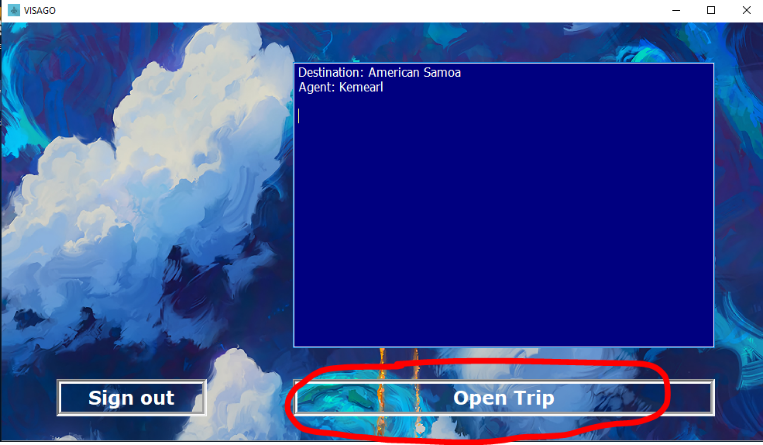 VISAGO
Destination: American Samoa
Agent: Kemearl
Sign out
Open Trip